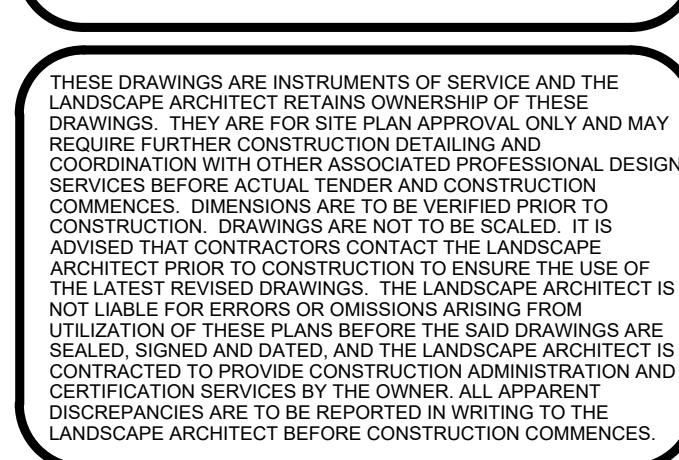 THESE DRAWINGS ARE INSTRUMENTS OF SERVICE AND THE
LANDSCAPE ARCHITECT RETAINS OWNERSHIP OF THESE
DRAWINGS.  THEY ARE FOR SITE PLAN APPROVAL ONLY AND MAY
REQUIRE FURTHER CONSTRUCTION DETAILING AND
COORDINATION WITH OTHER ASSOCIATED PROFESSIONAL DESIGN
SERVICES BEFORE ACTUAL TENDER AND CONSTRUCTION
COMMENCES.  DIMENSIONS ARE TO BE VERIFIED PRIOR TO
CONSTRUCTION.  DRAWINGS ARE NOT TO BE SCALED.  IT IS
ADVISED THAT CONTRACTORS CONTACT THE LANDSCAPE
ARCHITECT PRIOR TO CONSTRUCTION TO ENSURE THE USE OF
THE LATEST REVISED DRAWINGS.  THE LANDSCAPE ARCHITECT IS
NOT LIABLE FOR ERRORS OR OMISSIONS ARISING FROM
UTILIZATION OF THESE PLANS BEFORE THE SAID DRAWINGS ARE
SEALED, SIGNED AND DATED, AND THE LANDSCAPE ARCHITECT IS
CONTRACTED TO PROVIDE CONSTRUCTION ADMINISTRATION AND
CERTIFICATION SERVICES BY THE OWNER. ALL APPARENT
DISCREPANCIES ARE TO BE REPORTED IN WRITING TO THE
LANDSCAPE ARCHITECT BEFORE CONSTRUCTION COMMENCES.